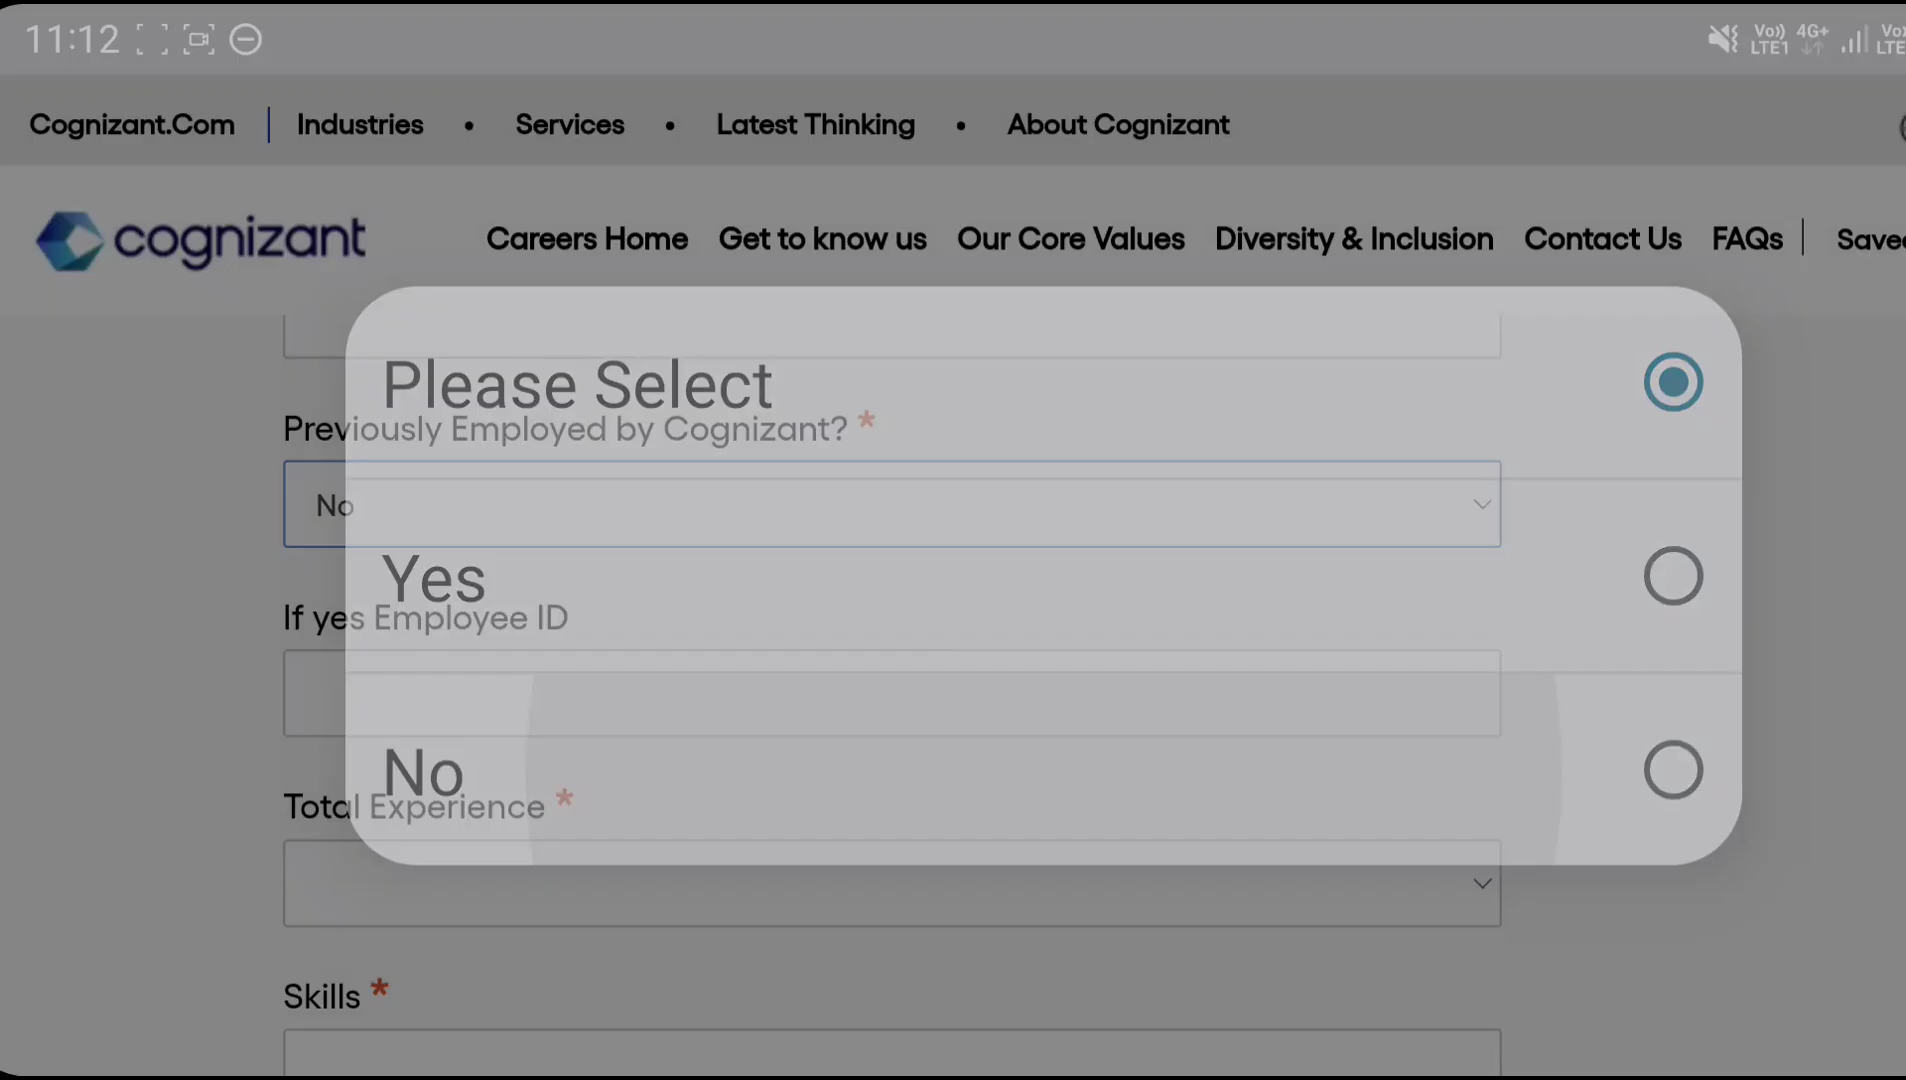 11:12 Vo)) LTE1 4G+
Cognizant.Com Industries • Services • Latest Thinking • About Cognizant
cognizant Careers Home Get to know us Our Core Values Diversity & Inclusion Contact Us FAQs
Please Select
Previously Employed by Cognizant? *
No
Yes
If yes Employee ID
No
Total Experience *
Skills *